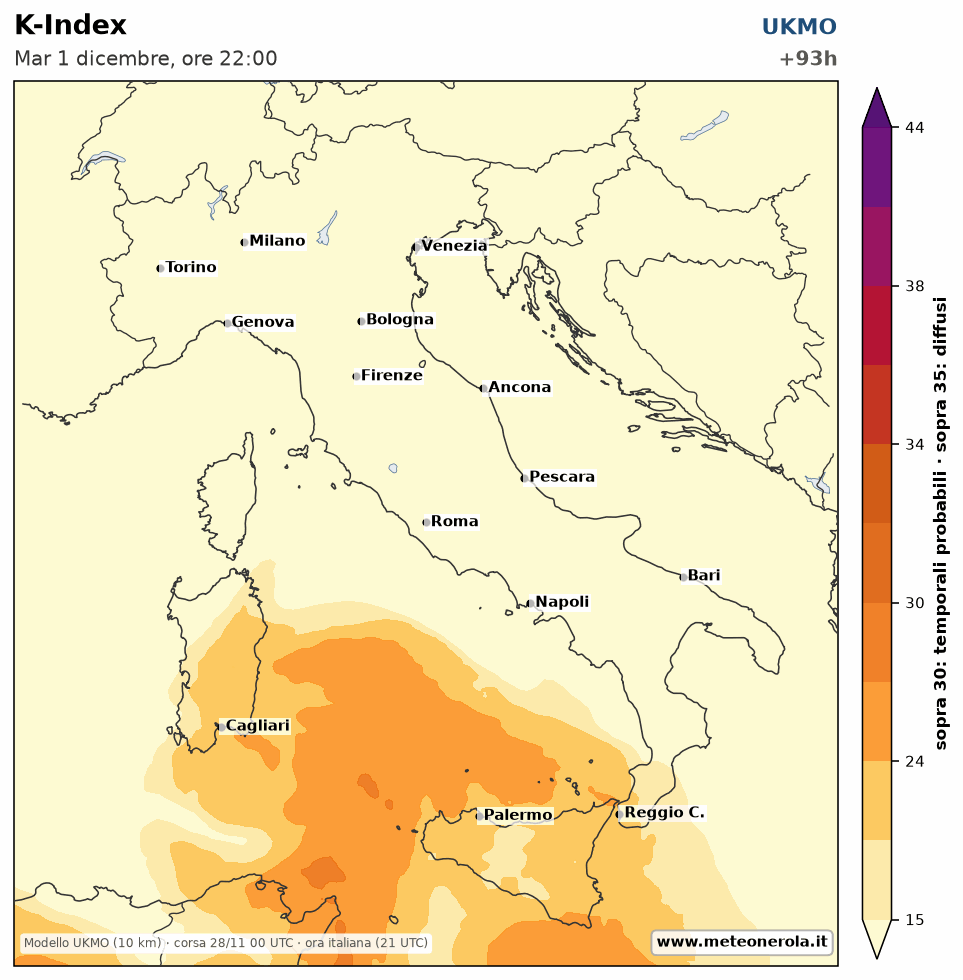 K-Index
UKMO
Mar 1 dicembre, ore 22:00
+93h
44
Milano
Venezia
Torino
38
Genova
Bologna
Firenze
Ancona
34
Pescara
Roma
Bari
30
Napoli
Cagliari
24
Palermo
Reggio C.
15
sopra 30: temporali probabili · sopra 35: diffusi
Modello UKMO (10 km) · corsa 28/11 00 UTC · ora italiana (21 UTC)
www.meteonerola.it